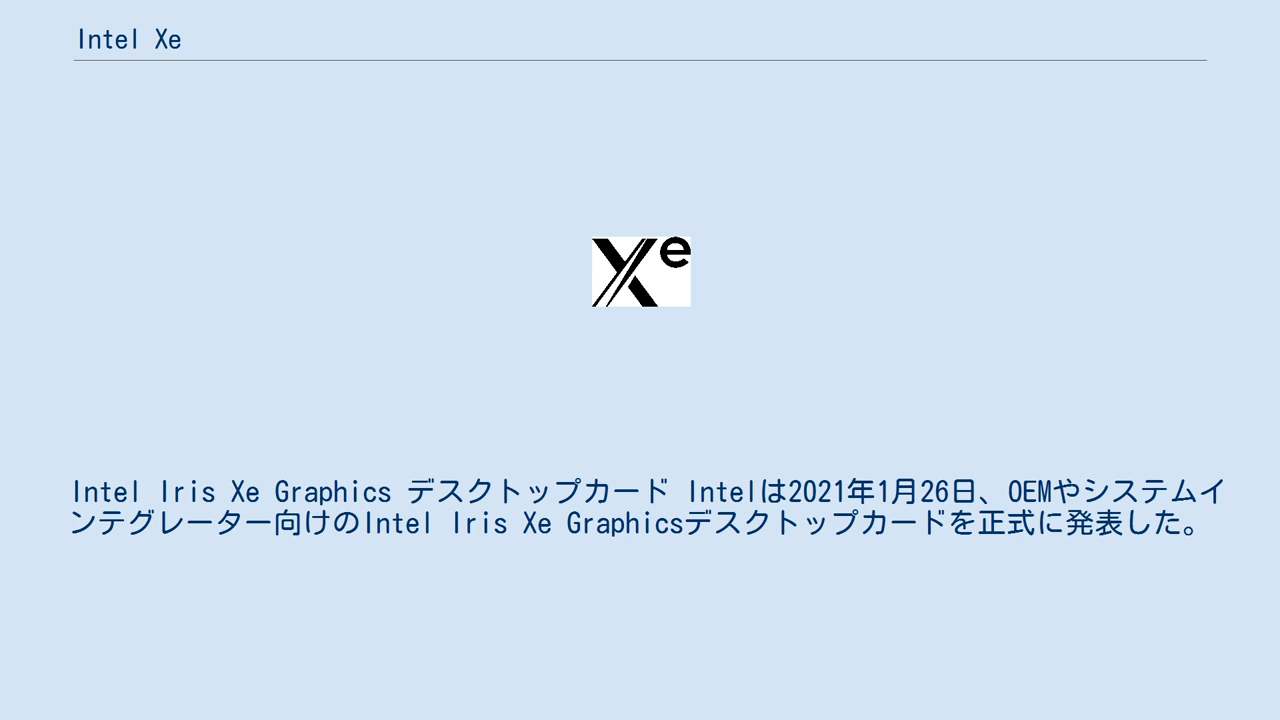 Intel Xe
Xe
Intel Iris Xe Graphics デスクトップカード Intelは2021年1月26日、OEMやシステムイ
ンテグレーター向けのIntel Iris Xe Graphicsデスクトップカードを正式に発表した。